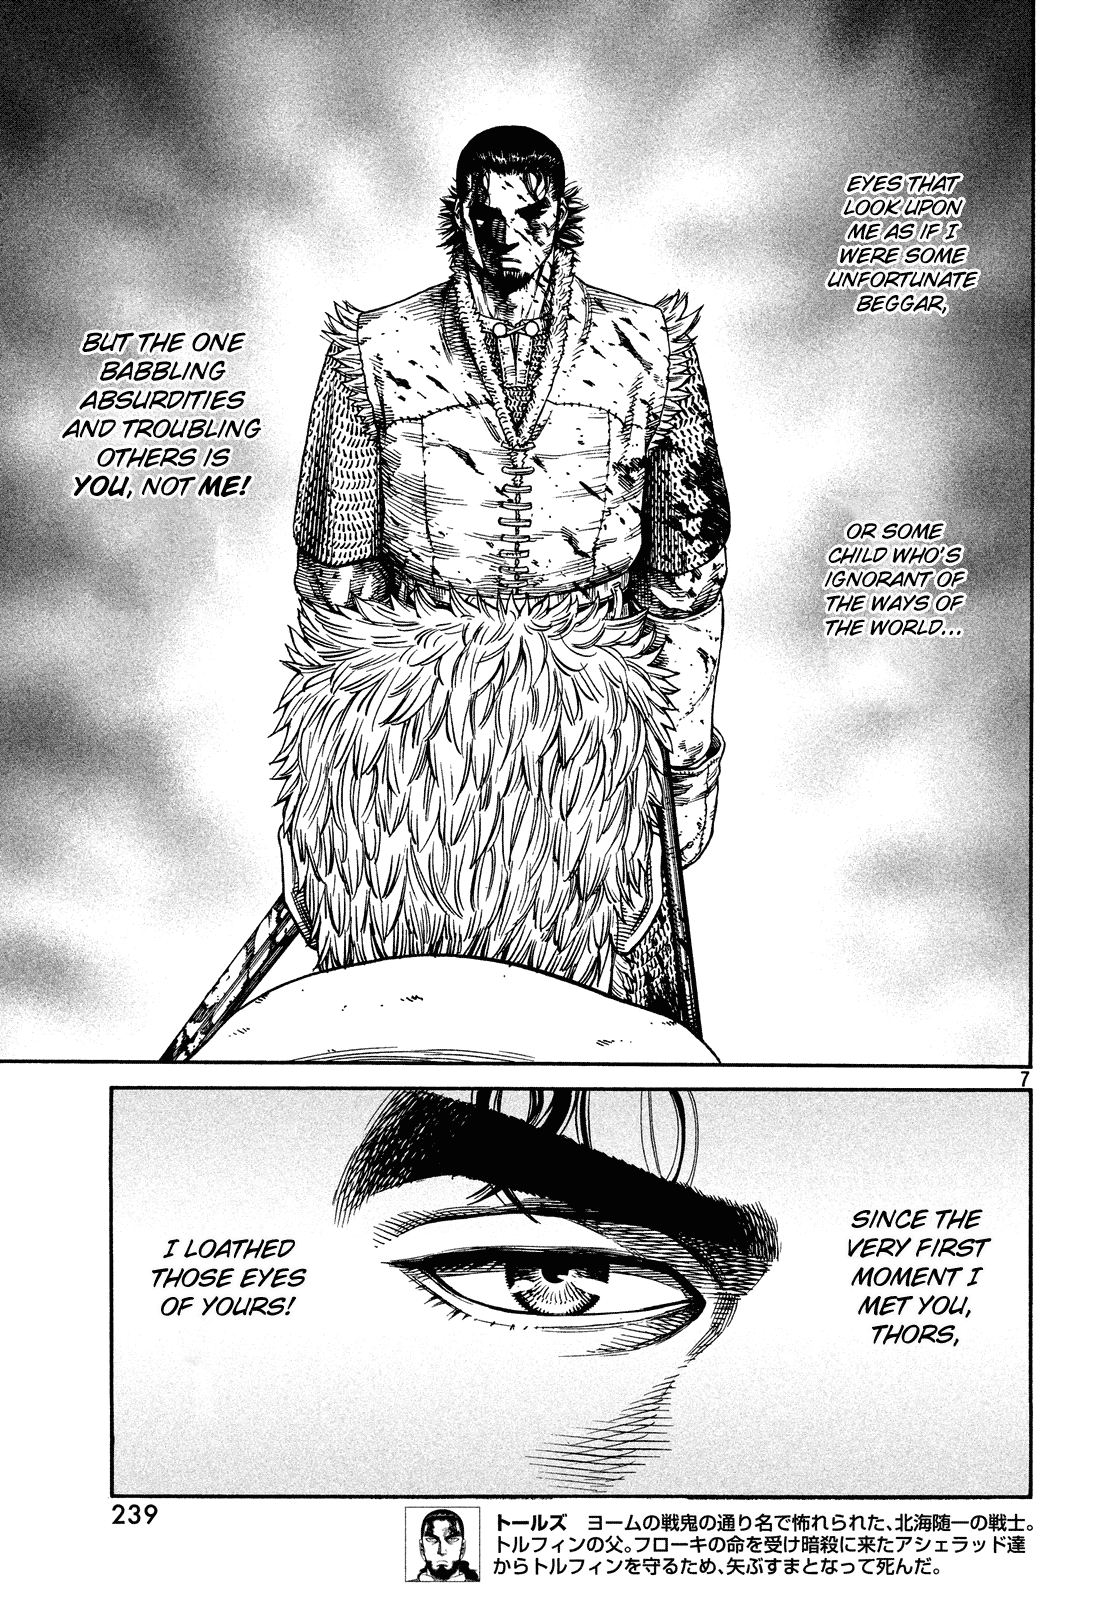 EYES THAT
LOOK UPON
ME AS IF I
WERE SOME
UNFORTUNATE
BEGGAR,
OR SOME
CHILD WHO'S
IGNORANT OF
THE WAYS OF
THE WORLD...
BUT THE ONE
BABBLING
ABSURDITIES
AND TROUBLING
OTHERS IS
YOU, NOT ME!
7
SINCE THE
VERY FIRST
MOMENT I
MET YOU,
THORS,
I LOATHED
THOSE EYES
OF YOURS!
239
トールズ ヨームの戦鬼の通り名で怖れられた、北海随一の戦士。
トルフィンの父。フローキの命を受け暗殺に来たアシェラッド達
からトルフィンを守るため、矢ぶすまとなって死んだ。